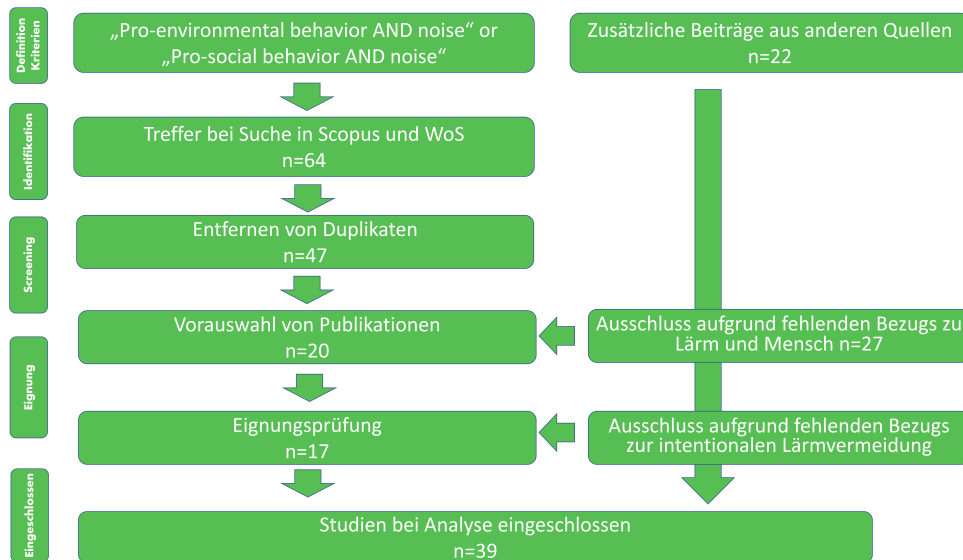 Definition
Kriterien
„Pro-environmental behavior AND noise“ or
„Pro-social behavior AND noise“
Zusätzliche Beiträge aus anderen Quellen
n=22
Identifikation
Treffer bei Suche in Scopus und WoS
n=64
Screening
Entfernen von Duplikaten
n=47
Vorauswahl von Publikationen
n=20
Ausschluss aufgrund fehlenden Bezugs zu
Lärm und Mensch n=27
Eignung
Eignungsprüfung
n=17
Ausschluss aufgrund fehlenden Bezugs
zur intentionalen Lärmvermeidung
Eingeschlossen
Studien bei Analyse eingeschlossen
n=39